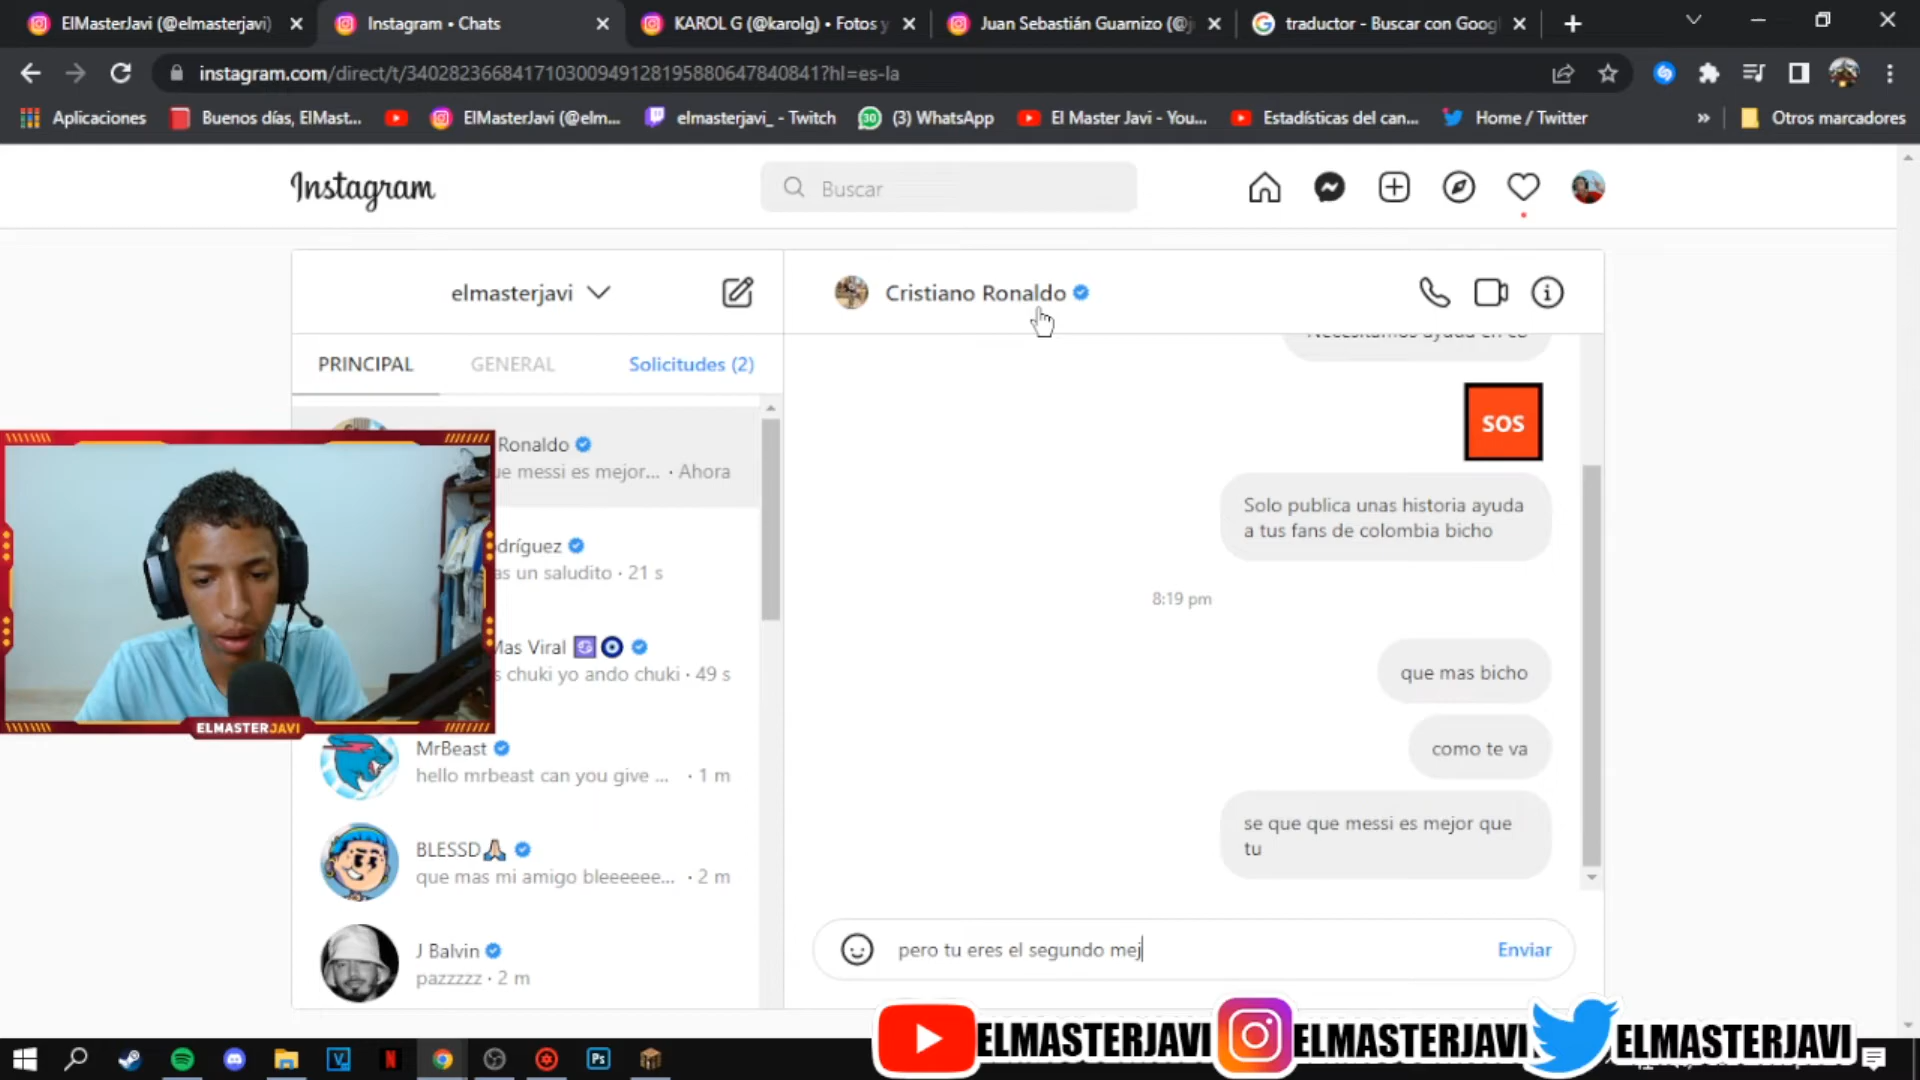 ElMasterJavi (@elmasterjavi)
Instagram • Chats
KAROL G (@karolg) • Fotos y
Juan Sebastián Guarnizo (@j
traductor - Buscar con Googl
instagram.com/direct/t/340282366841710300949128195880647840841?hl=es-la
Aplicaciones
Buenos días, ElMast...
ElMasterJavi (@elm...
elmasterjavi_ - Twitch
30
(3) WhatsApp
El Master Javi - You...
Estadísticas del can...
Home / Twitter
»
Otros marcadores
Instagram
Buscar
elmasterjavi
Cristiano Ronaldo
PRINCIPAL
GENERAL
Solicitudes (2)
Ronaldo
ue messi es mejor... · Ahora
dríguez
as un saludito · 21 s
Mas Viral
s chuki yo ando chuki · 49 s
MrBeast
hello mrbeast can you give ... · 1 m
BLESSD
que mas mi amigo bleeeeee... · 2 m
J Balvin
pazzzzz · 2 m
SOS
Solo publica unas historia ayuda
a tus fans de colombia bicho
8:19 pm
que mas bicho
como te va
se que que messi es mejor que
tu
pero tu eres el segundo mej
Enviar
ELMASTERJAVI
ELMASTERJAVI
ELMASTERJAVI
ELMASTERJAVI
Ps